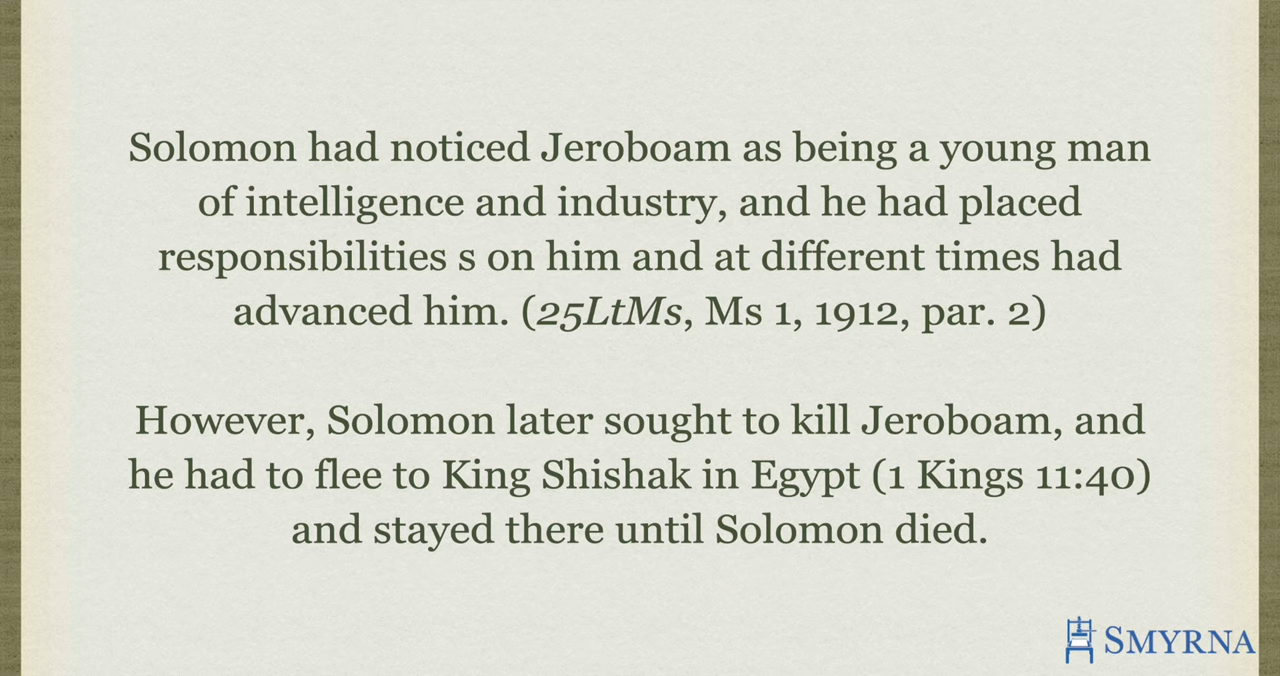 Solomon had noticed Jeroboam as being a young man
of intelligence and industry, and he had placed
responsibilities s on him and at different times had
advanced him. (25LtMs, Ms 1, 1912, par. 2)
However, Solomon later sought to kill Jeroboam, and
he had to flee to King Shishak in Egypt (1 Kings 11:40)
and stayed there until Solomon died.
SMYRNA